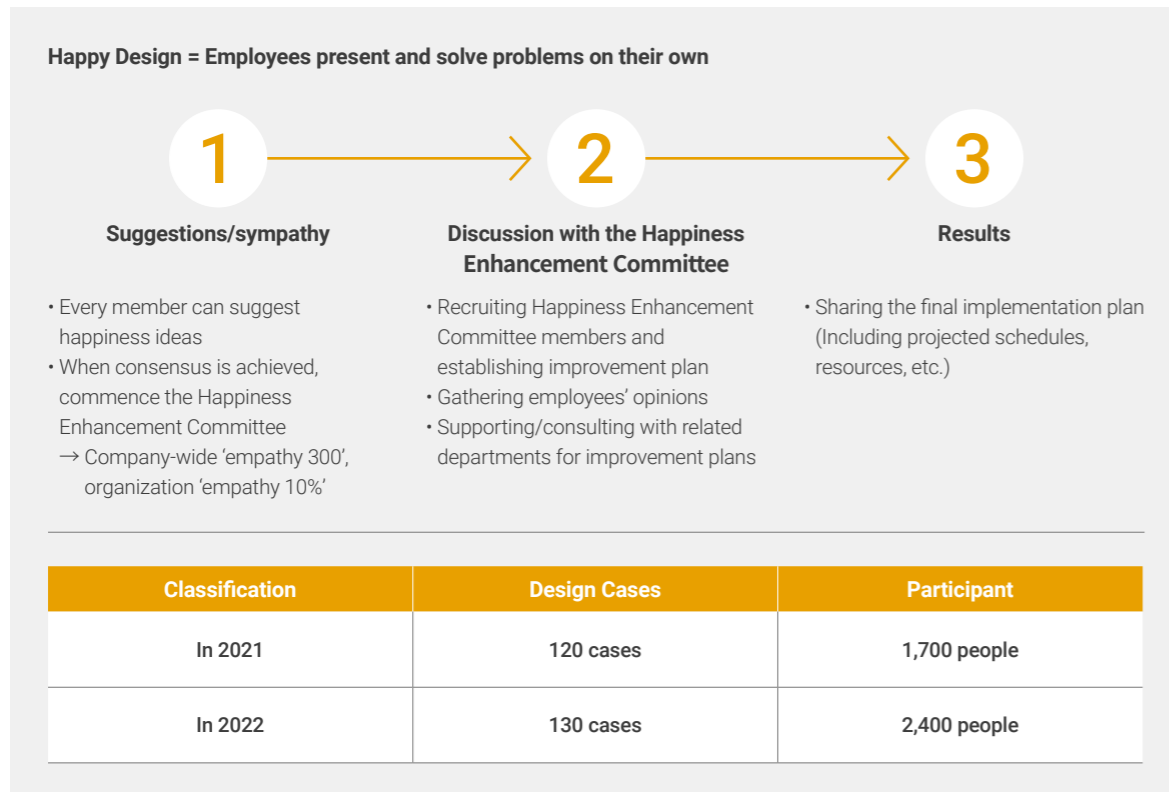 Happy Design = Employees present and solve problems on their own
1
2
3
Suggestions/sympathy
• Every member can suggest
happiness ideas
• When consensus is achieved,
commence the Happiness
Enhancement Committee
→ Company-wide ‘empathy 300’,
organization ‘empathy 10%’
Discussion with the Happiness
Enhancement Committee
• Recruiting Happiness Enhancement
Committee members and
establishing improvement plan
• Gathering employees’ opinions
• Supporting/consulting with related
departments for improvement plans
Results
• Sharing the final implementation plan
(Including projected schedules,
resources, etc.)
Classification Design Cases Participant
In 2021 120 cases 1,700 people
In 2022 130 cases 2,400 people